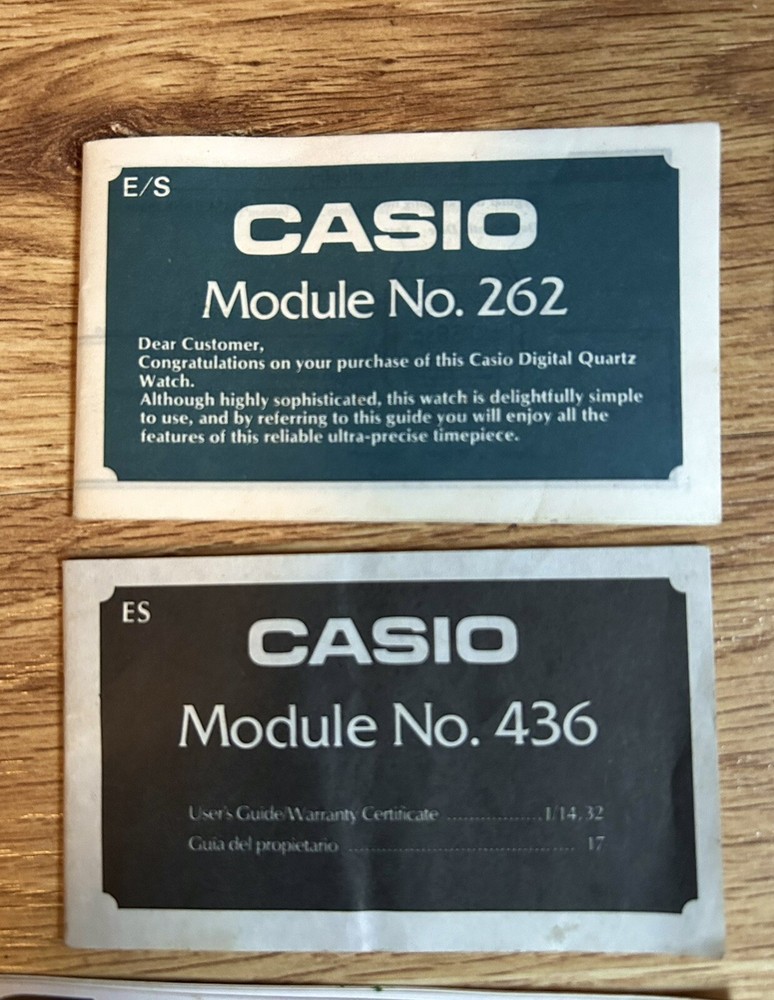 E/S
CASIO
Module No. 262
Dear Customer,
Congratulations on your purchase of this Casio Digital Quartz
Watch.
Although highly sophisticated, this watch is delightfully simple
to use, and by referring to this guide you will enjoy all the
features of this reliable ultra-precise timepiece.
ES
CASIO
Module No. 436
User's Guide/Warranty Certificate ................. 1/14, 32
Guía del propietario ........................................ 17